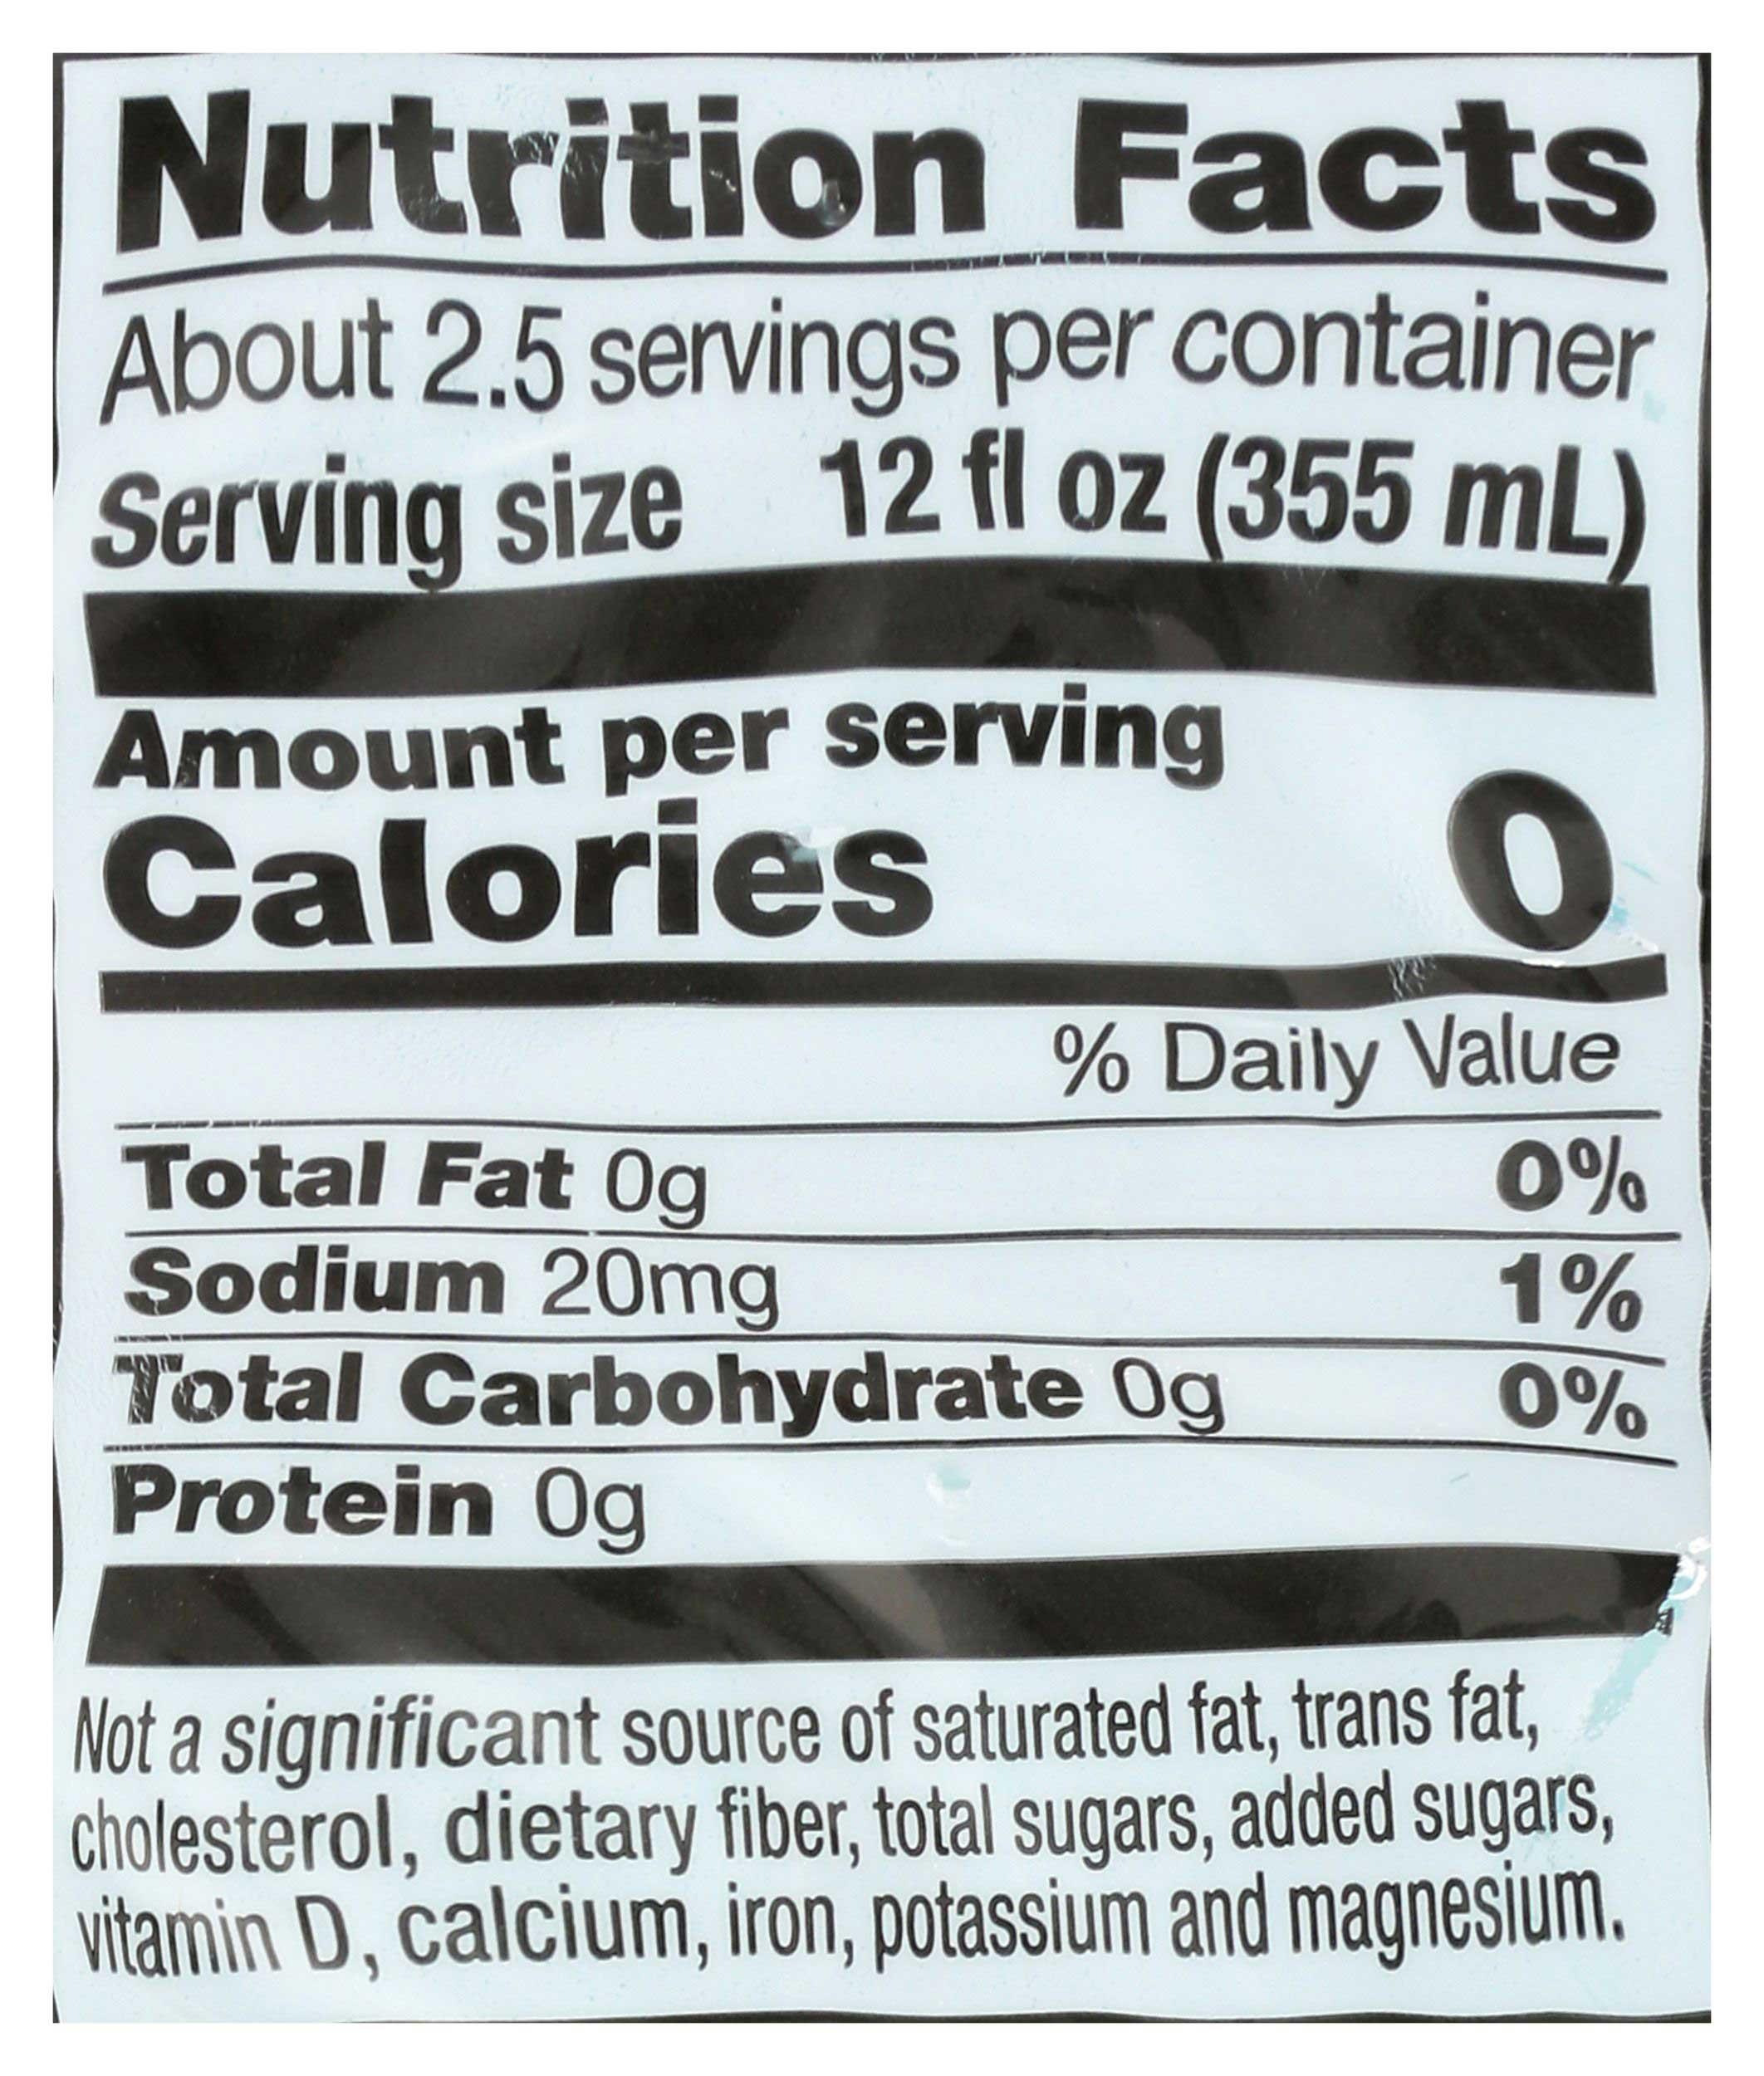 Nutrition Facts
About 2.5 servings per container
Serving size 12 fl oz (355 mL)
Amount per serving
Calories 0
% Daily Value
Total Fat 0g 0%
Sodium 20mg 1%
Total Carbohydrate 0g 0%
Protein 0g
Not a significant source of saturated fat, trans fat,
cholesterol, dietary fiber, total sugars, added sugars,
vitamin D, calcium, iron, potassium and magnesium.